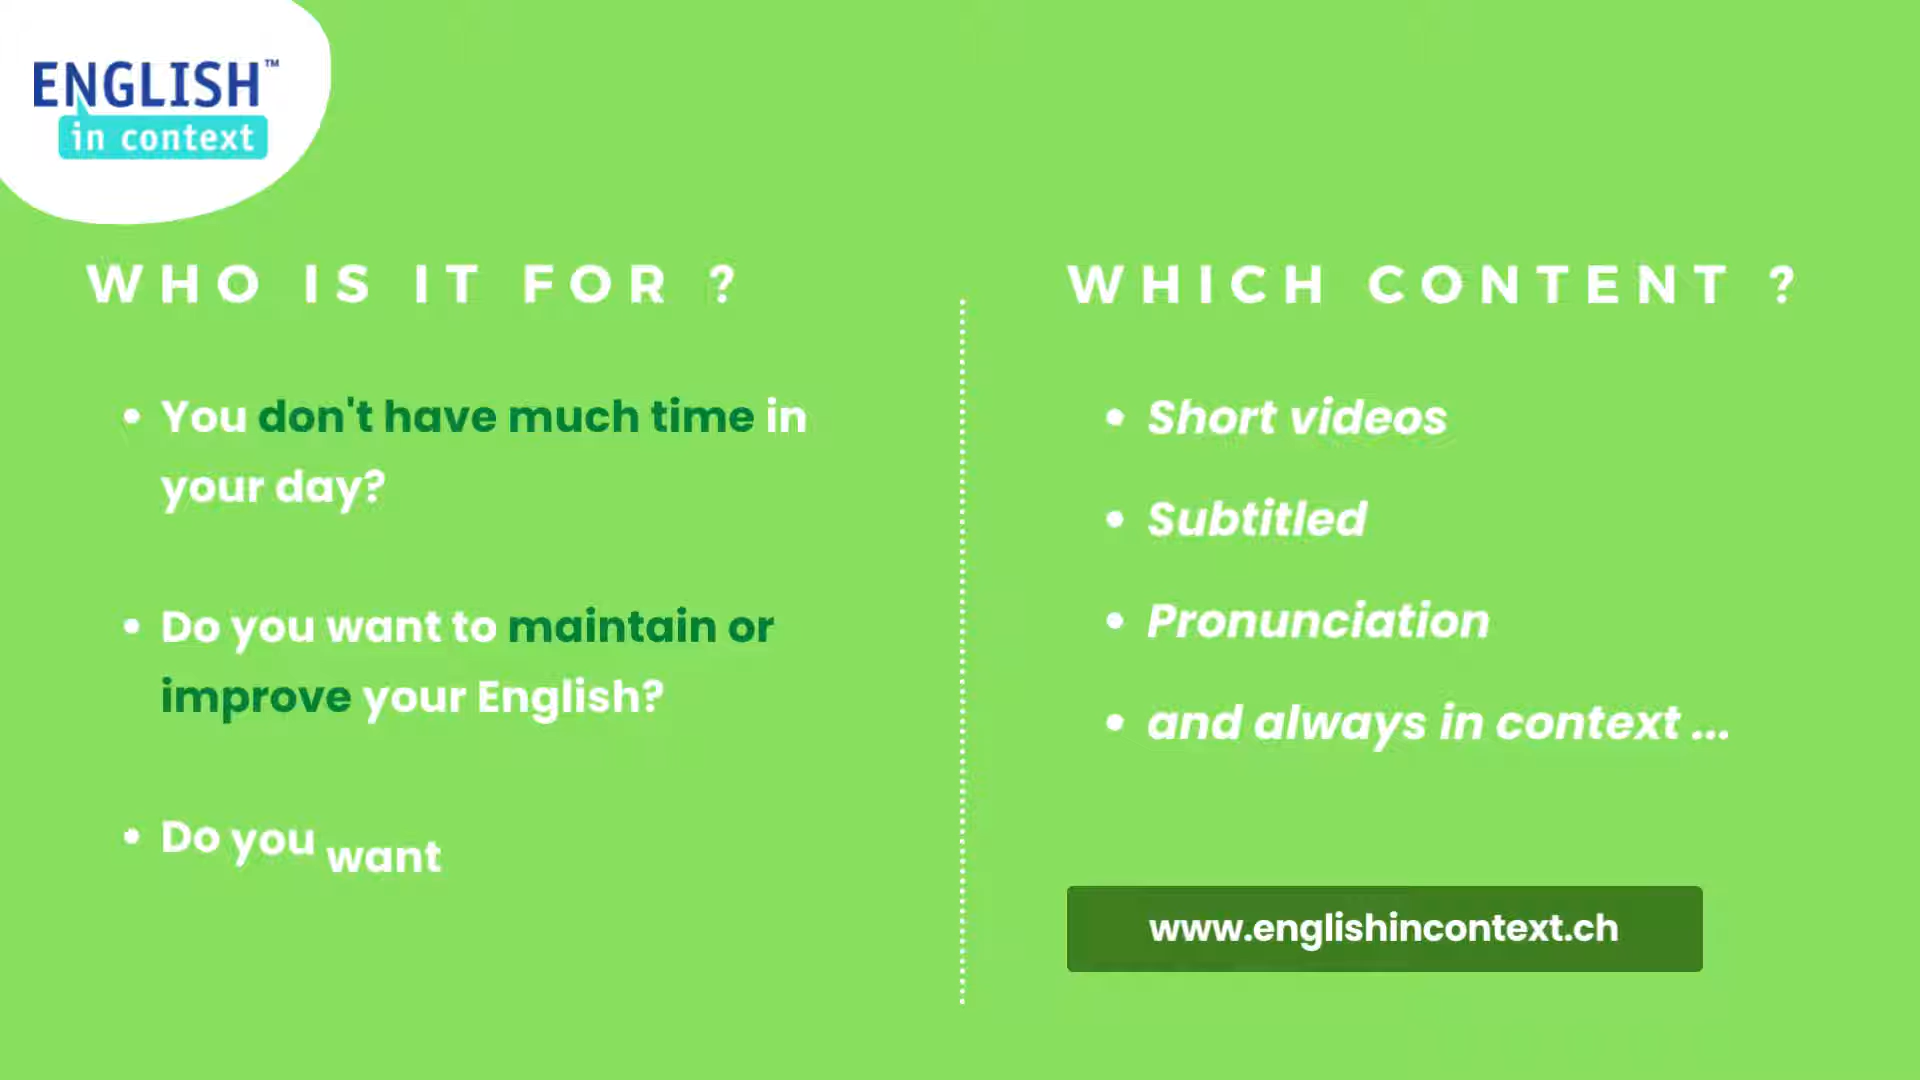 ENGLISH™
in context
WHO IS IT FOR ?
• You don't have much time in
your day?
• Do you want to maintain or
improve your English?
• Do you want
WHICH CONTENT ?
• Short videos
• Subtitled
• Pronunciation
• and always in context ...
www.englishincontext.ch